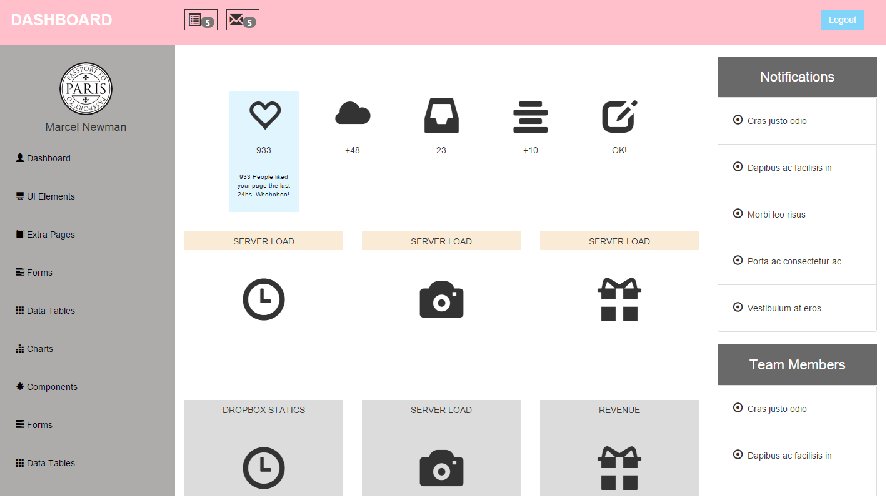 DASHBOARD
5
5
Logout
PARIS
Marcel Newman
Dashboard
UI Elements
Extra Pages
Forms
Data Tables
Charts
Components
Forms
Data Tables
933
+48
23
+10
OK!
933 People liked
your page the last
24hs. Whohohoo!
SERVER LOAD
SERVER LOAD
SERVER LOAD
DROPBOX STATICS
SERVER LOAD
REVENUE
Notifications
Cras justo odio
Dapibus ac facilisis in
Morbi leo risus
Porta ac consectetur ac
Vestibulum at eros
Team Members
Cras justo odio
Dapibus ac facilisis in